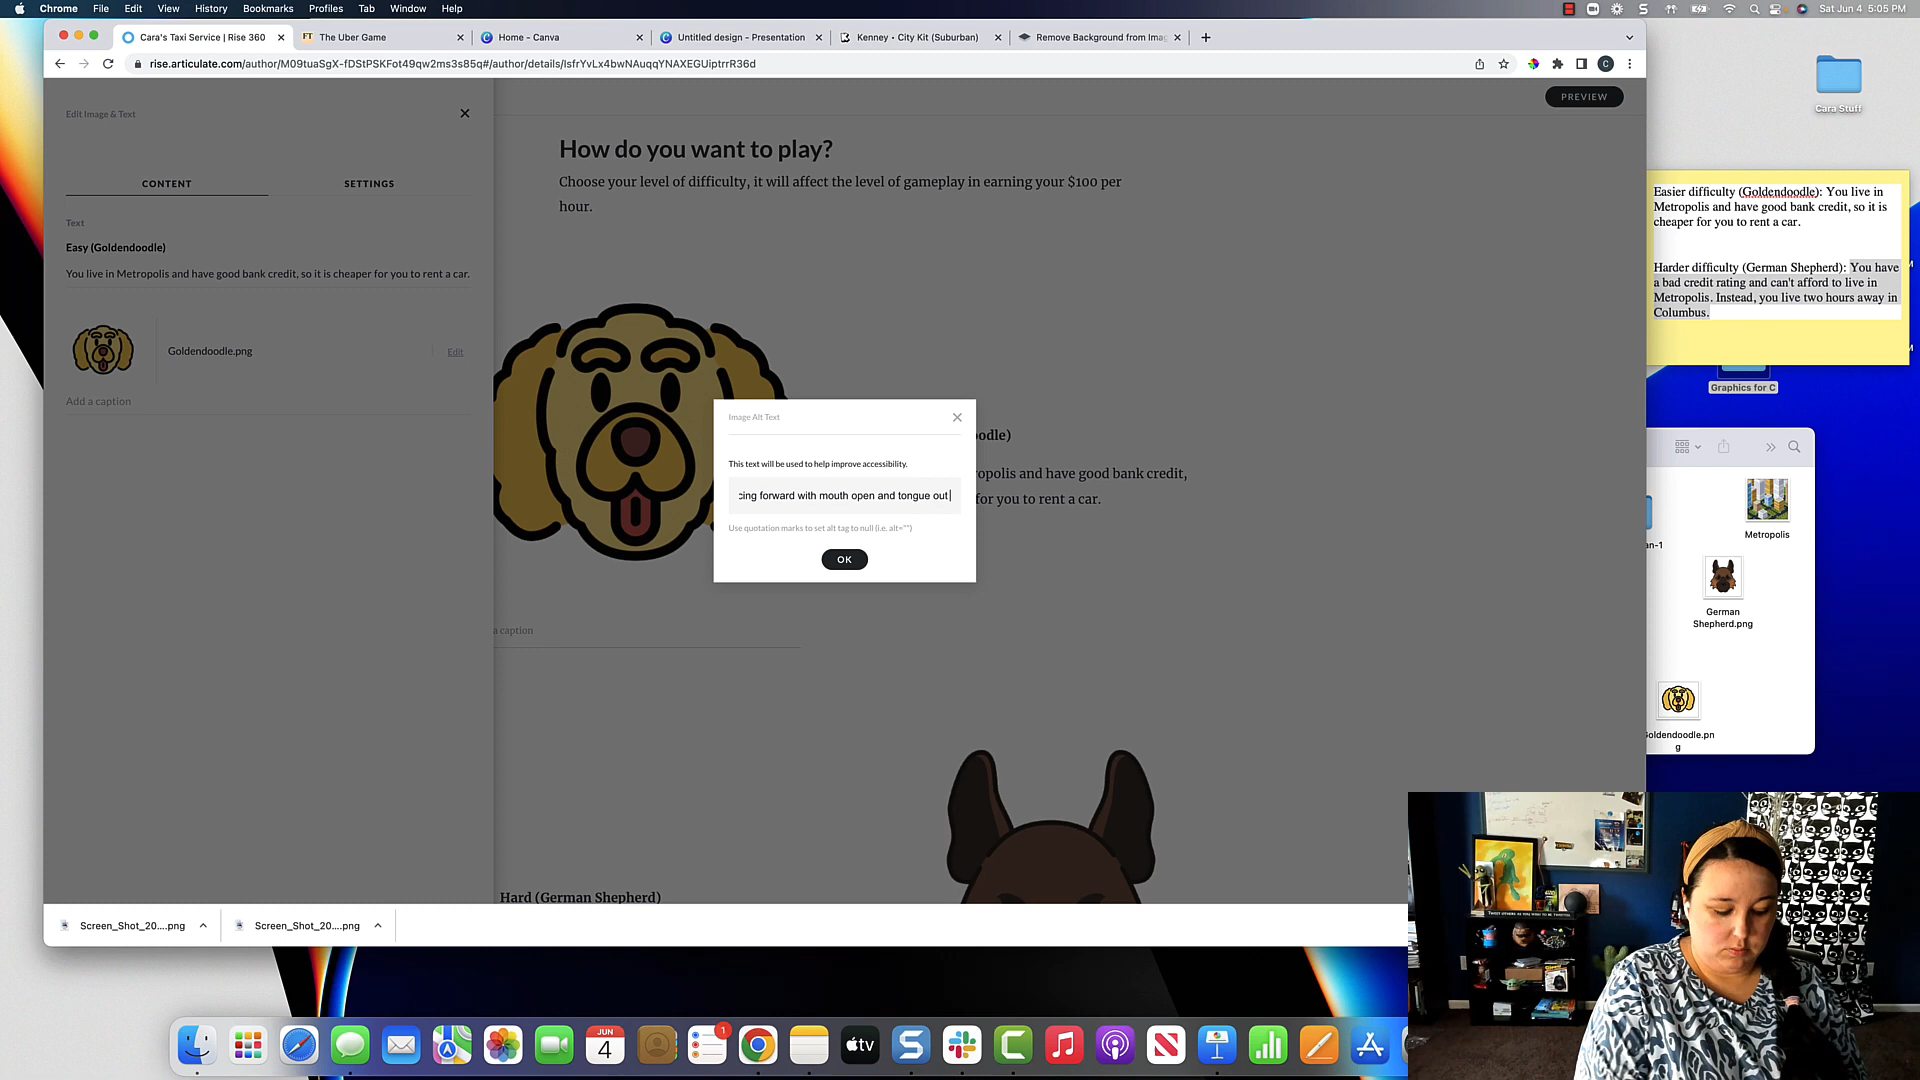 Chrome File Edit View History Bookmarks Profiles Tab Window Help
Sat Jun 4 5:05 PM
Cara's Taxi Service | Rise 360
FT The Uber Game
Home - Canva
Untitled design - Presentation
Kenney • City Kit (Suburban)
Remove Background from Ima
rise.articulate.com/author/M09tuaSgX-fDStPSKFot49qw2ms3s85q#/author/details/IsfrYvLx4bwNAuqqYNAXEGUiptrrR36d
C
Cara Stuff
Edit Image & Text
PREVIEW
How do you want to play?
Choose your level of difficulty, it will affect the level of gameplay in earning your $100 per
hour.
CONTENT
SETTINGS
Text
Easy (Goldendoodle)
You live in Metropolis and have good bank credit, so it is cheaper for you to rent a car.
Goldendoodle.png
Edit
Add a caption
Easier difficulty (Goldendoodle): You live in
Metropolis and have good bank credit, so it is
cheaper for you to rent a car.
Harder difficulty (German Shepherd): You have
a bad credit rating and can't afford to live in
Metropolis. Instead, you live two hours away in
Columbus.
Graphics for C
Image Alt Text
This text will be used to help improve accessibility.
cing forward with mouth open and tongue out
Use quotation marks to set alt tag to null (i.e. alt="")
OK
oodle)
opolis and have good bank credit,
for you to rent a car.
a caption
Hard (German Shepherd)
an-1
Metropolis
German
Shepherd.png
Goldendoodle.pn
g
Screen_Shot_20....png
Screen_Shot_20....png
JUN
4
1
tv